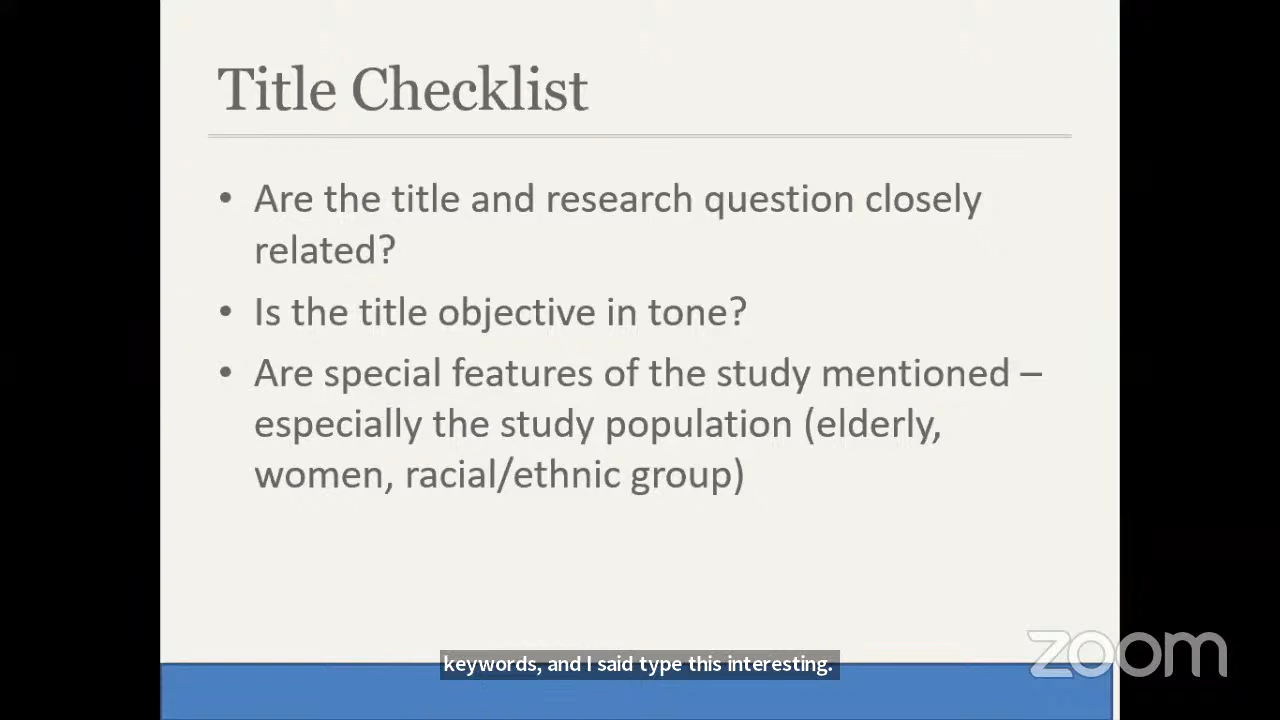 Title Checklist
• Are the title and research question closely
related?
• Is the title objective in tone?
• Are special features of the study mentioned –
especially the study population (elderly,
women, racial/ethnic group)
keywords, and I said type this interesting.
zoom